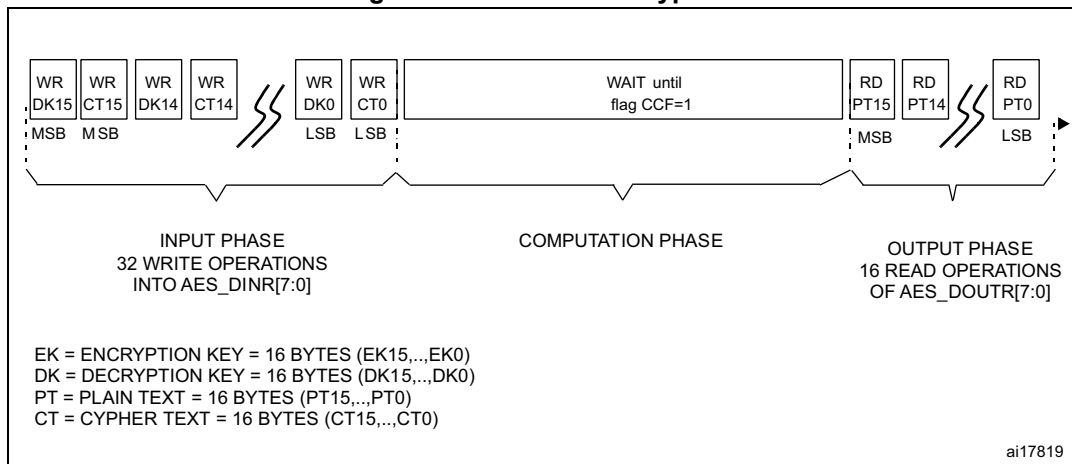 WR DK15
WR CT15
WR DK14
WR CT14
WR DK0
WR CT0
WAIT until
flag CCF=1
RD PT15
RD PT14
RD PT0
MSB MSB LSB LSB MSB LSB
INPUT PHASE
32 WRITE OPERATIONS
INTO AES_DINR[7:0]
COMPUTATION PHASE
OUTPUT PHASE
16 READ OPERATIONS
OF AES_DOUTR[7:0]
EK = ENCRYPTION KEY = 16 BYTES (EK15,..,EK0)
DK = DECRYPTION KEY = 16 BYTES (DK15,..,DK0)
PT = PLAIN TEXT = 16 BYTES (PT15,..,PT0)
CT = CYPHER TEXT = 16 BYTES (CT15,..,CT0)
ai17819